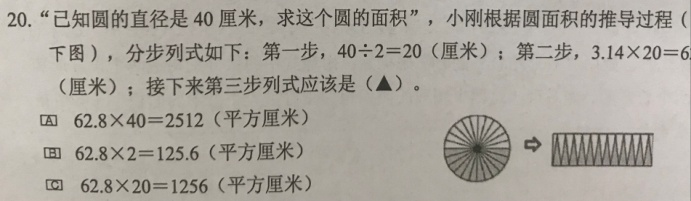 20.“已知圆的直径是 40 厘米，求这个圆的面积”，小刚根据圆面积的推导过程（
下图），分步列式如下：第一步，40÷2=20（厘米）；第二步，3.14×20=6
（厘米）；接下来第三步列式应该是（▲）。
[A] 62.8×40=2512（平方厘米）
[B] 62.8×2=125.6（平方厘米）
[C] 62.8×20=1256（平方厘米）